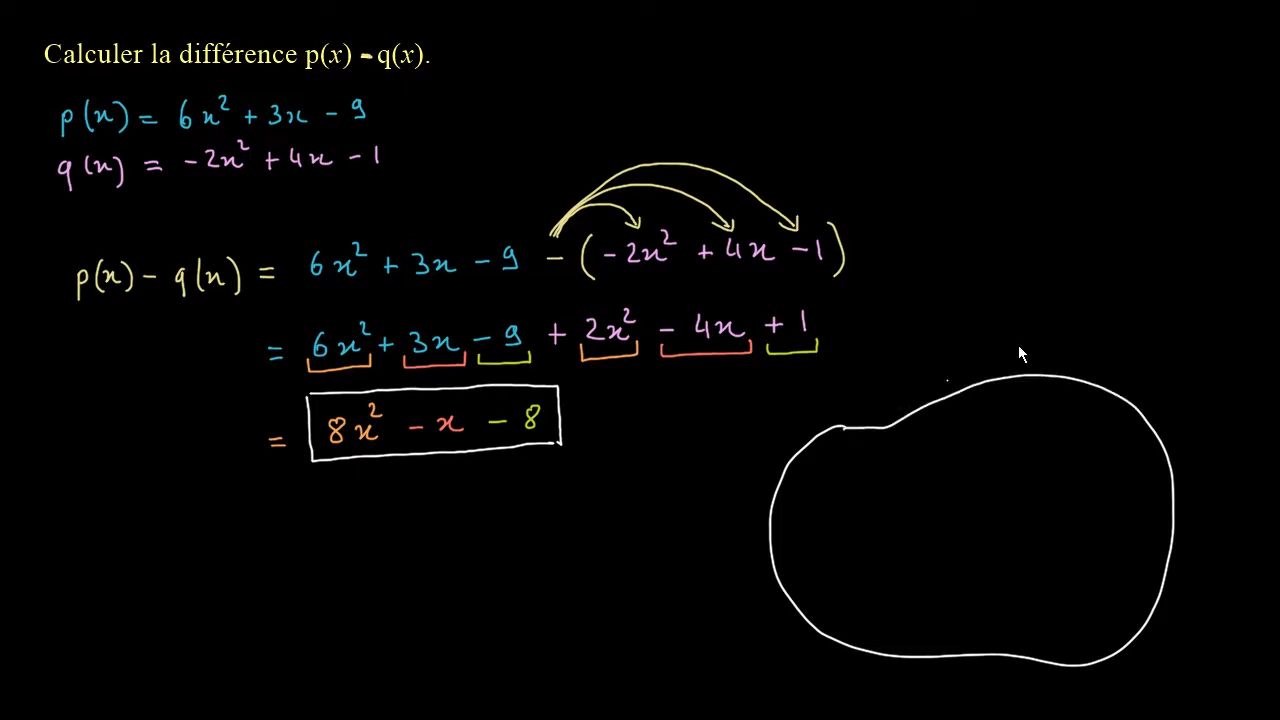 Calculer la différence p(x) - q(x).
p(x) = 6x² + 3x - 9
q(x) = -2x² + 4x - 1
p(x) - q(x) = 6x² + 3x - 9 - (-2x² + 4x - 1)
= 6x² + 3x - 9 + 2x² - 4x + 1
= 8x² - x - 8